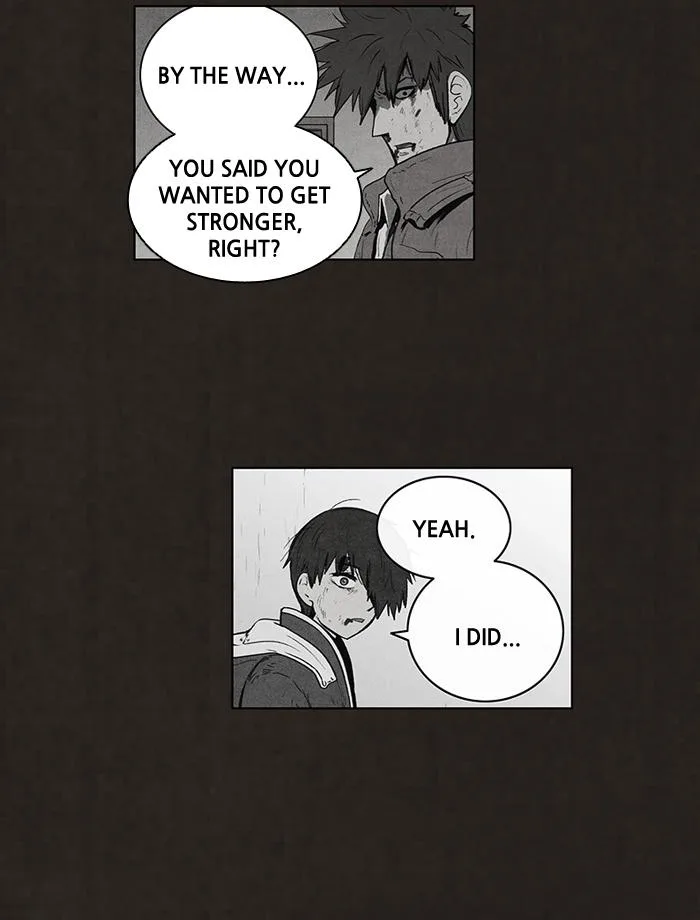 BY THE WAY...
YOU SAID YOU
WANTED TO GET
STRONGER,
RIGHT?
YEAH.
I DID...